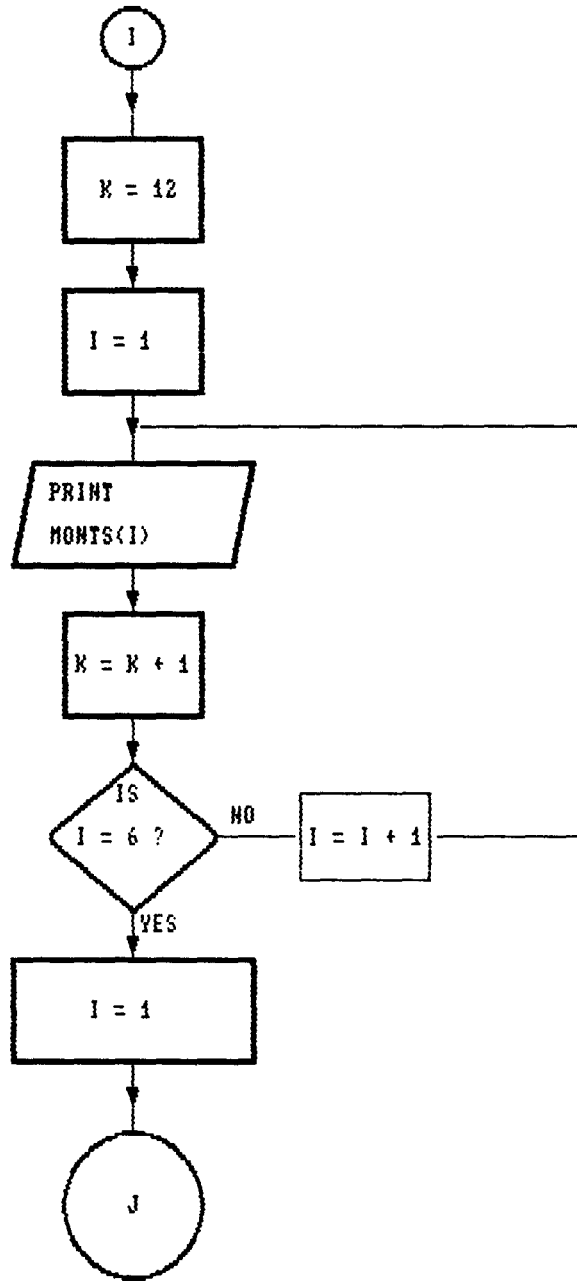 I
K = 12
I = 1
PRINT
MONTS(I)
K = K + 1
IS
I = 6 ?
NO
I = I + 1
YES
I = 1
J